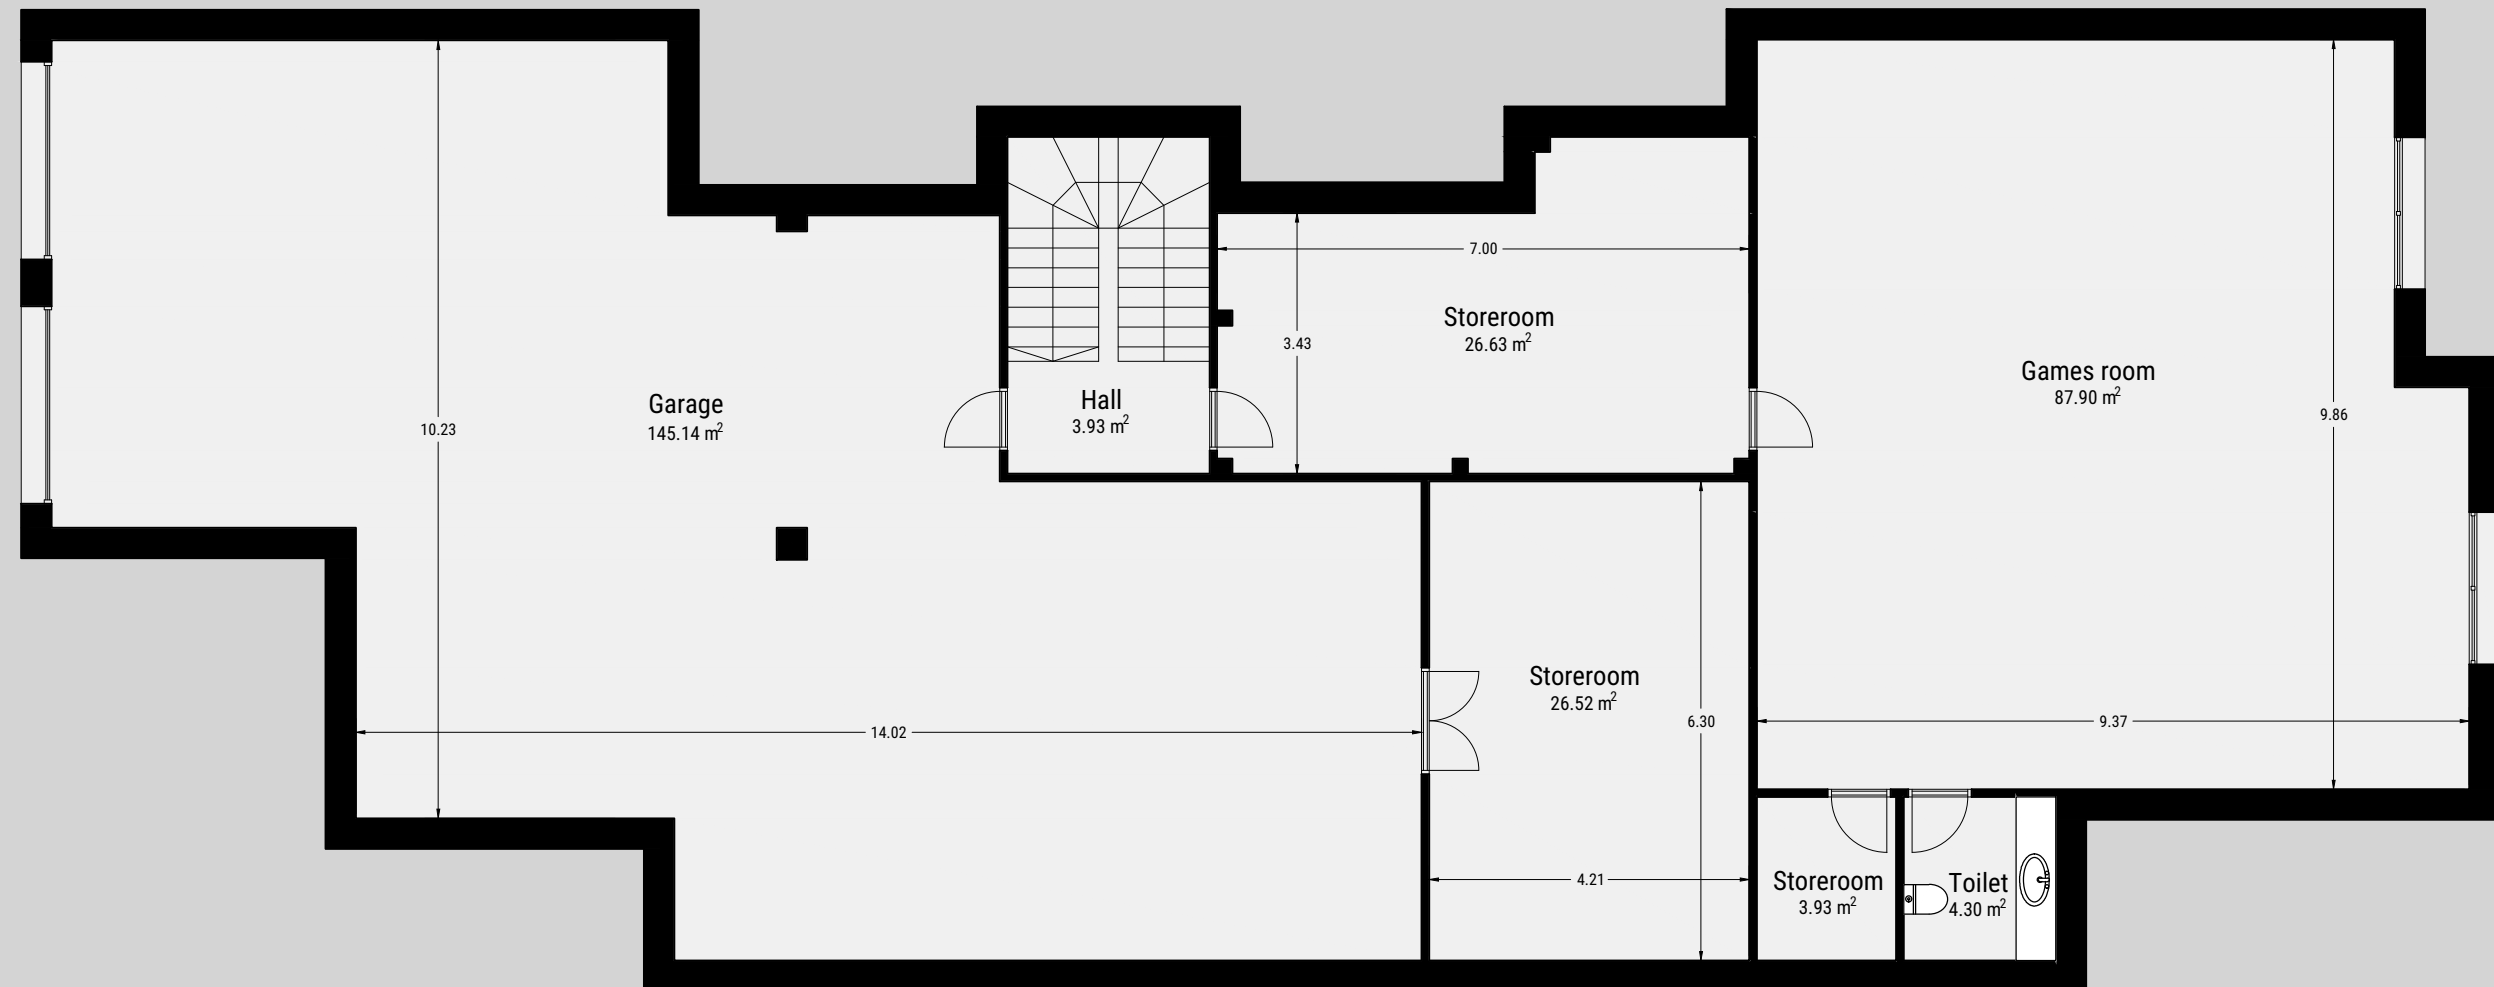 Garage
145.14 m²
10.23
14.02
Hall
3.93 m²
7.00
3.43
Storeroom
26.63 m²
Storeroom
26.52 m²
6.30
4.21
Games room
87.90 m²
9.86
9.37
Storeroom
3.93 m²
Toilet
4.30 m²